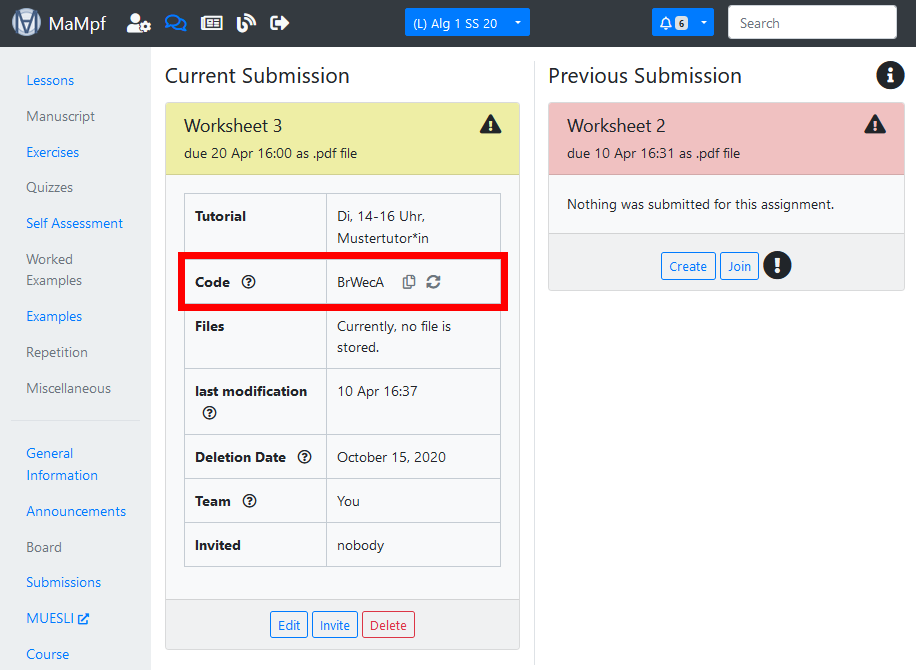 MaMpf
(L) Alg 1 SS 20
6
Search
Lessons
Manuscript
Exercises
Quizzes
Self Assessment
Worked
Examples
Examples
Repetition
Miscellaneous
General
Information
Announcements
Board
Submissions
MUESLI
Course
Current Submission
Worksheet 3
due 20 Apr 16:00 as .pdf file
Tutorial
Di, 14-16 Uhr,
Mustertutor*in
Code
BrWecA
Files
Currently, no file is
stored.
last modification
10 Apr 16:37
Deletion Date
October 15, 2020
Team
You
Invited
nobody
Edit
Invite
Delete
Previous Submission
Worksheet 2
due 10 Apr 16:31 as .pdf file
Nothing was submitted for this assignment.
Create
Join